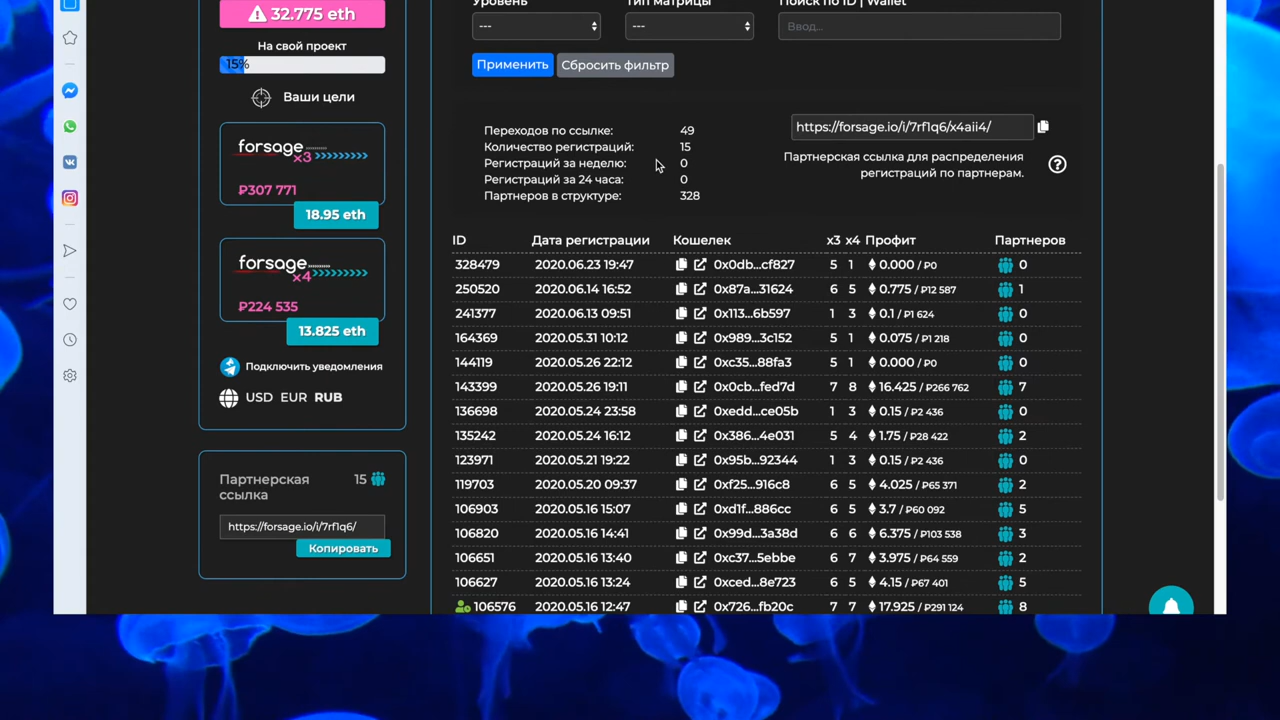 32.775 eth
На свой проект
15%
Ваши цели
forsage x3
₽307 771
18.95 eth
forsage x4
₽224 535
13.825 eth
Подключить уведомления
USD EUR RUB
Партнерская ссылка 15
https://forsage.io/i/7rf1q6/
Копировать
Уровень Тип матрицы Поиск по ID | Wallet
--- --- Ввод...
Применить Сбросить фильтр
Переходов по ссылке: 49
Количество регистраций: 15
Регистраций за неделю: 0
Регистраций за 24 часа: 0
Партнеров в структуре: 328
https://forsage.io/i/7rf1q6/x4aii4/
Партнерская ссылка для распределения
регистраций по партнерам.
ID Дата регистрации Кошелек x3 x4 Профит Партнеров
328479 2020.06.23 19:47 0x0db...cf827 5 1 0.000 / ₽0 0
250520 2020.06.14 16:52 0x87a...31624 6 5 0.775 / ₽12 587 1
241377 2020.06.13 09:51 0x113...6b597 1 3 0.1 / ₽1 624 0
164369 2020.05.31 10:12 0x989...3c152 5 1 0.075 / ₽1 218 0
144119 2020.05.26 22:12 0xc35...88fa3 5 1 0.000 / ₽0 0
143399 2020.05.26 19:11 0x0cb...fed7d 7 8 16.425 / ₽266 762 7
136698 2020.05.24 23:58 0xedd...ce05b 1 3 0.15 / ₽2 436 0
135242 2020.05.24 16:12 0x386...4e031 5 4 1.75 / ₽28 422 2
123971 2020.05.21 19:22 0x95b...92344 1 3 0.15 / ₽2 436 0
119703 2020.05.20 09:37 0xf25...916c8 6 5 4.025 / ₽65 371 2
106903 2020.05.16 15:07 0xd1f...886cc 6 5 3.7 / ₽60 092 5
106820 2020.05.16 14:41 0x99d...3a38d 6 6 6.375 / ₽103 538 3
106651 2020.05.16 13:40 0xc37...5ebbe 6 7 3.975 / ₽64 559 2
106627 2020.05.16 13:24 0xced...8e723 6 5 4.15 / ₽67 401 5
106576 2020.05.16 12:47 0x726...fb20c 7 7 17.925 / ₽291 124 8